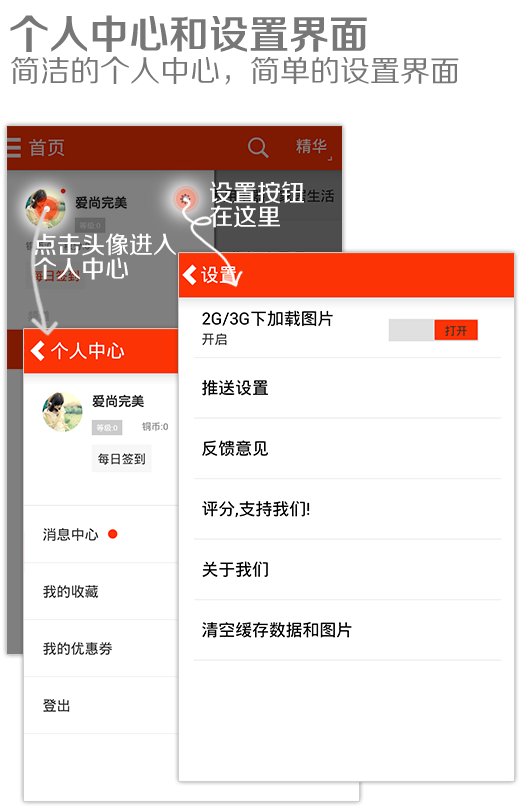 个人中心和设置界面
简洁的个人中心，简单的设置界面
首页
精华
爱尚完美
等级:0
每日签到
设置按钮
在这里
生活
点击头像进入
个人中心
设置
2G/3G下加载图片
开启
打开
推送设置
反馈意见
评分,支持我们!
关于我们
清空缓存数据和图片
个人中心
爱尚完美
等级:0
铜币:0
每日签到
消息中心
我的收藏
我的优惠券
登出